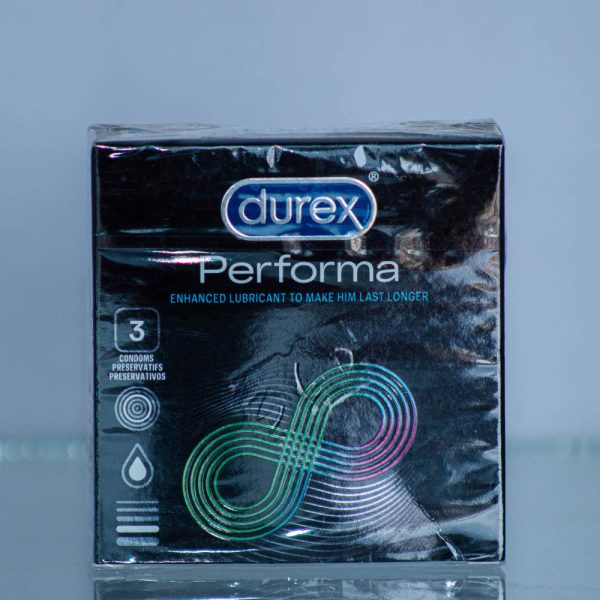 durex®
Performa
ENHANCED LUBRICANT TO MAKE HIM LAST LONGER
3
CONDOMS
PRESERVATIFS
PRESERVATIVOS